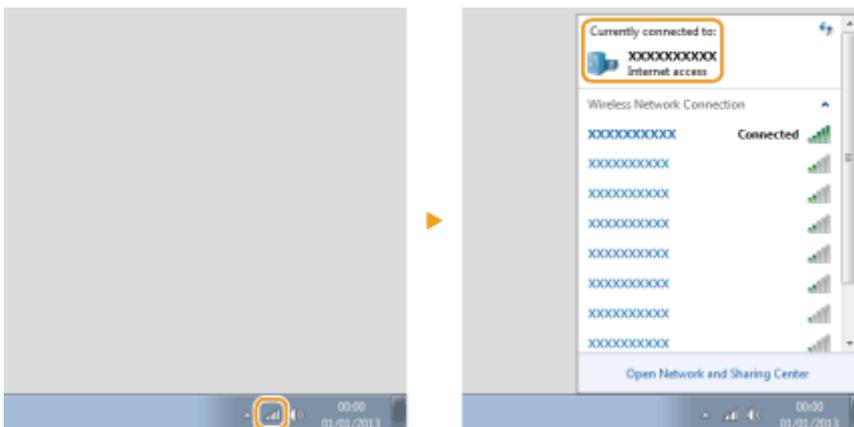 00:00
01/01/2013
Currently connected to:
XXXXXXXXXX
Internet access
Wireless Network Connection
XXXXXXXXXX Connected
XXXXXXXXXX
XXXXXXXXXX
XXXXXXXXXX
XXXXXXXXXX
XXXXXXXXXX
XXXXXXXXXX
XXXXXXXXXX
Open Network and Sharing Center
00:00
01/01/2013